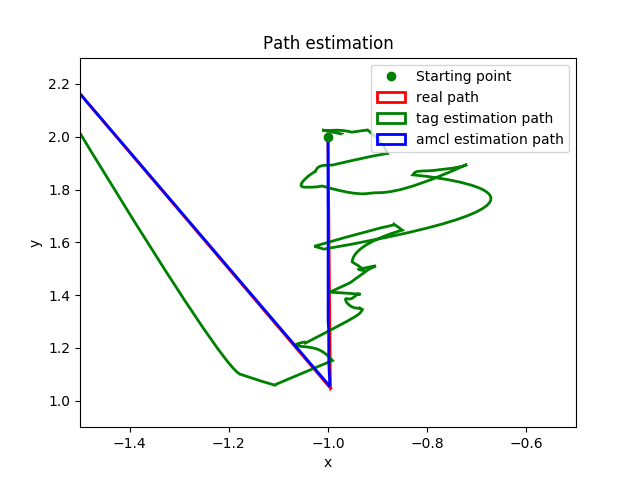 Path estimation
Starting point
real path
tag estimation path
amcl estimation path
2.2
2.0
1.8
1.6
1.4
1.2
1.0
y
−1.4
−1.2
−1.0
−0.8
−0.6
x